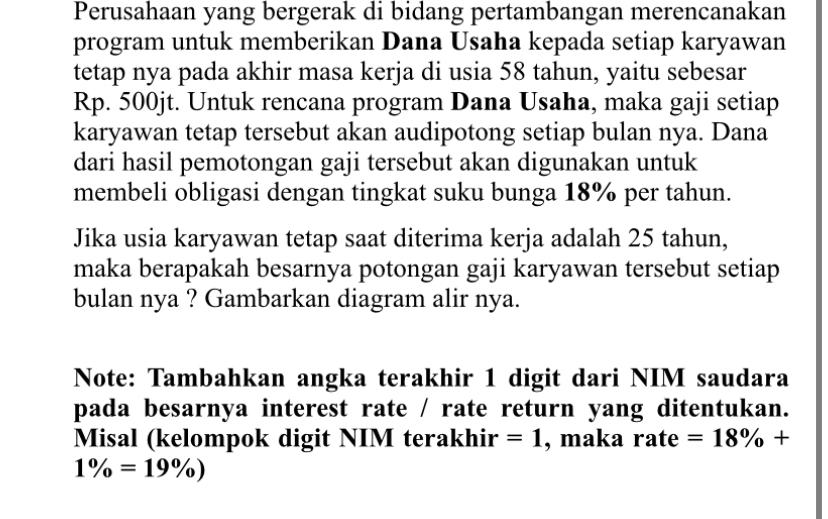 Perusahaan yang bergerak di bidang pertambangan merencanakan
program untuk memberikan Dana Usaha kepada setiap karyawan
tetap nya pada akhir masa kerja di usia 58 tahun, yaitu sebesar
Rp. 500jt. Untuk rencana program Dana Usaha, maka gaji setiap
karyawan tetap tersebut akan audipotong setiap bulan nya. Dana
dari hasil pemotongan gaji tersebut akan digunakan untuk
membeli obligasi dengan tingkat suku bunga 18% per tahun.
Jika usia karyawan tetap saat diterima kerja adalah 25 tahun,
maka berapakah besarnya potongan gaji karyawan tersebut setiap
bulan nya ? Gambarkan diagram alir nya.
Note: Tambahkan angka terakhir 1 digit dari NIM saudara
pada besarnya interest rate / rate return yang ditentukan.
Misal (kelompok digit NIM terakhir = 1, maka rate = 18% +
1% = 19%)